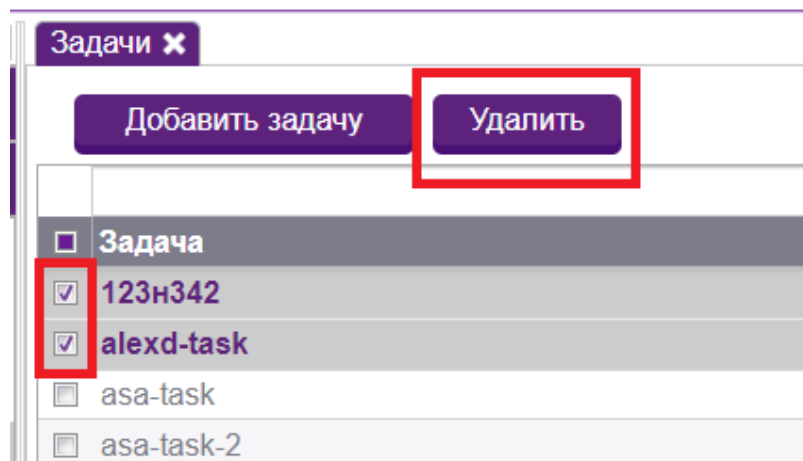 Задачи
Добавить задачу Удалить
Задача
123н342
alexd-task
asa-task
asa-task-2